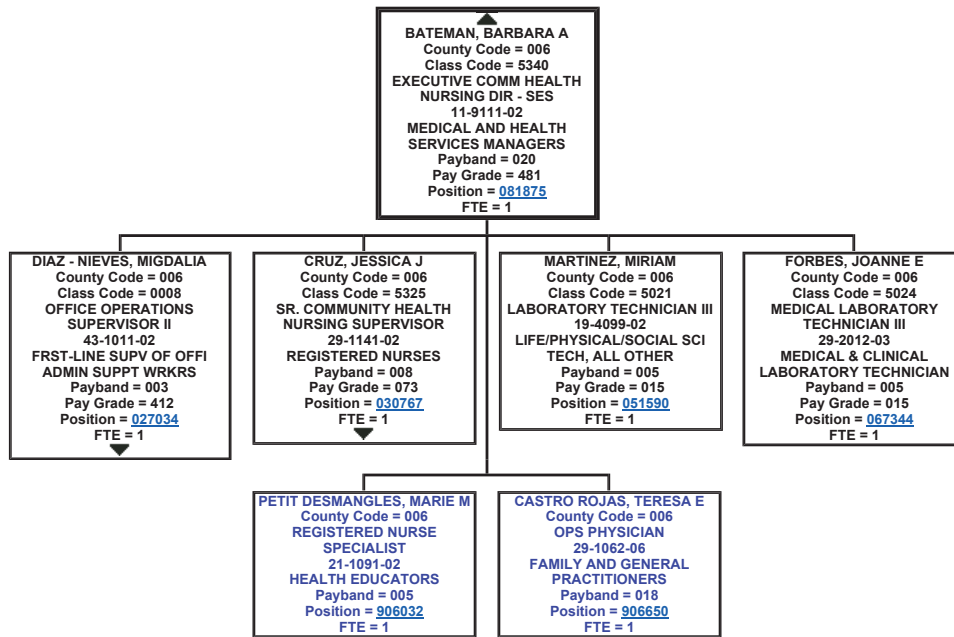 BATEMAN, BARBARA A
County Code = 006
Class Code = 5340
EXECUTIVE COMM HEALTH
NURSING DIR - SES
11-9111-02
MEDICAL AND HEALTH
SERVICES MANAGERS
Payband = 020
Pay Grade = 481
Position = 081875
FTE = 1
DIAZ - NIEVES, MIGDALIA
County Code = 006
Class Code = 0008
OFFICE OPERATIONS
SUPERVISOR II
43-1011-02
FRST-LINE SUPV OF OFFI
ADMIN SUPPT WRKRS
Payband = 003
Pay Grade = 412
Position = 027034
FTE = 1
CRUZ, JESSICA J
County Code = 006
Class Code = 5325
SR. COMMUNITY HEALTH
NURSING SUPERVISOR
29-1141-02
REGISTERED NURSES
Payband = 008
Pay Grade = 073
Position = 030767
FTE = 1
MARTINEZ, MIRIAM
County Code = 006
Class Code = 5021
LABORATORY TECHNICIAN III
19-4099-02
LIFE/PHYSICAL/SOCIAL SCI
TECH, ALL OTHER
Payband = 005
Pay Grade = 015
Position = 051590
FTE = 1
FORBES, JOANNE E
County Code = 006
Class Code = 5024
MEDICAL LABORATORY
TECHNICIAN III
29-2012-03
MEDICAL & CLINICAL
LABORATORY TECHNICIAN
Payband = 005
Pay Grade = 015
Position = 067344
FTE = 1
PETIT DESMANGLES, MARIE M
County Code = 006
REGISTERED NURSE
SPECIALIST
21-1091-02
HEALTH EDUCATORS
Payband = 005
Position = 906032
FTE = 1
CASTRO ROJAS, TERESA E
County Code = 006
OPS PHYSICIAN
29-1062-06
FAMILY AND GENERAL
PRACTITIONERS
Payband = 018
Position = 906650
FTE = 1